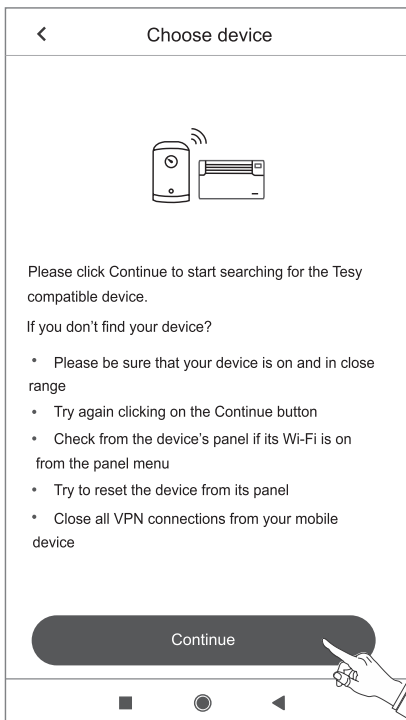 Choose device
Please click Continue to start searching for the Tesy
compatible device.
If you don’t find your device?
• Please be sure that your device is on and in close
range
• Try again clicking on the Continue button
• Check from the device’s panel if its Wi-Fi is on
from the panel menu
• Try to reset the device from its panel
• Close all VPN connections from your mobile
device
Continue